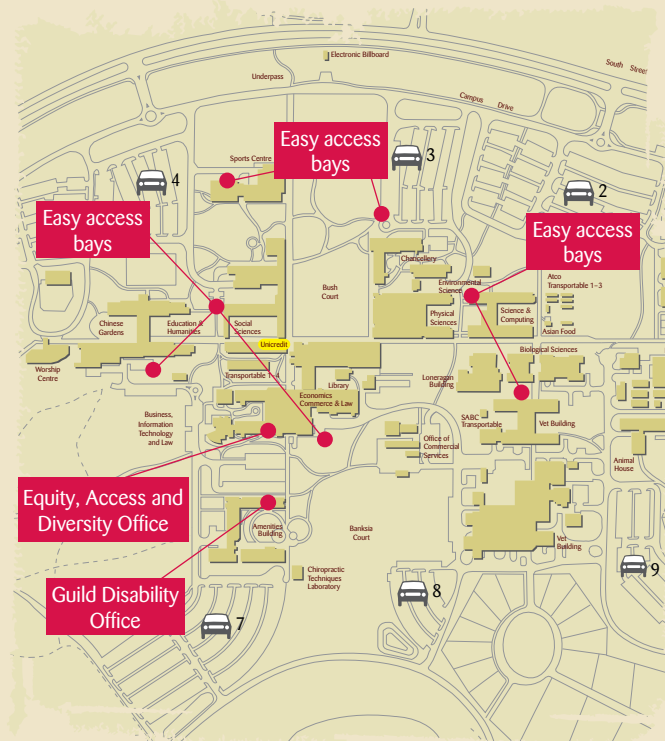 Electronic Billboard
South Street
Underpass
Campus Drive
Easy access
bays
3
Sports Centre
4
2
Easy access
bays
Easy access
bays
Chancellery
Environmental
Science
Atco
Transportable 1–3
Bush
Court
Chinese
Gardens
Education &
Humanities
Social
Sciences
Physical
Sciences
Science &
Computing
Asian Food
Unicredit
Biological Sciences
Worship
Centre
Transportable 1–4
Library
Loneragan
Building
Economics
Commerce & Law
Business,
Information
Technology
and Law
SABC
Transportable
Vet Building
Office of
Commercial
Services
Animal
House
Equity, Access and
Diversity Office
Amenities
Building
Banksia
Court
Vet
Building
Chiropractic
Techniques
Laboratory
9
Guild Disability
Office
8
7